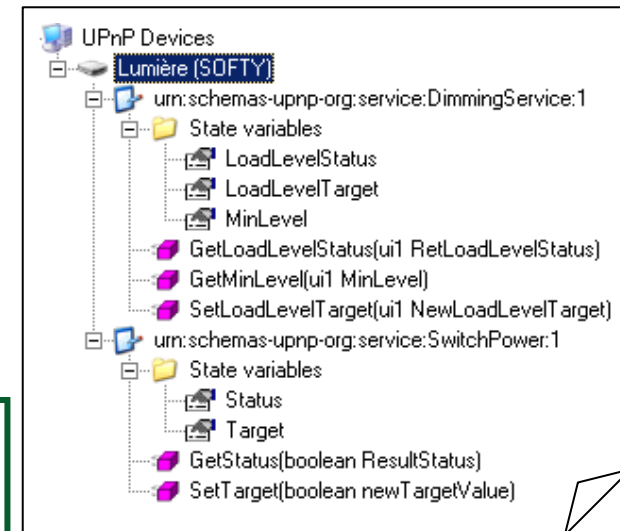 UPnP Devices
Lumière (SOFTY)
urn:schemas-upnp-org:service:DimmingService:1
State variables
LoadLevelStatus
LoadLevelTarget
MinLevel
GetLoadLevelStatus(ui1 RetLoadLevelStatus)
GetMinLevel(ui1 MinLevel)
SetLoadLevelTarget(ui1 NewLoadLevelTarget)
urn:schemas-upnp-org:service:SwitchPower:1
State variables
Status
Target
GetStatus(boolean ResultStatus)
SetTarget(boolean newTargetValue)